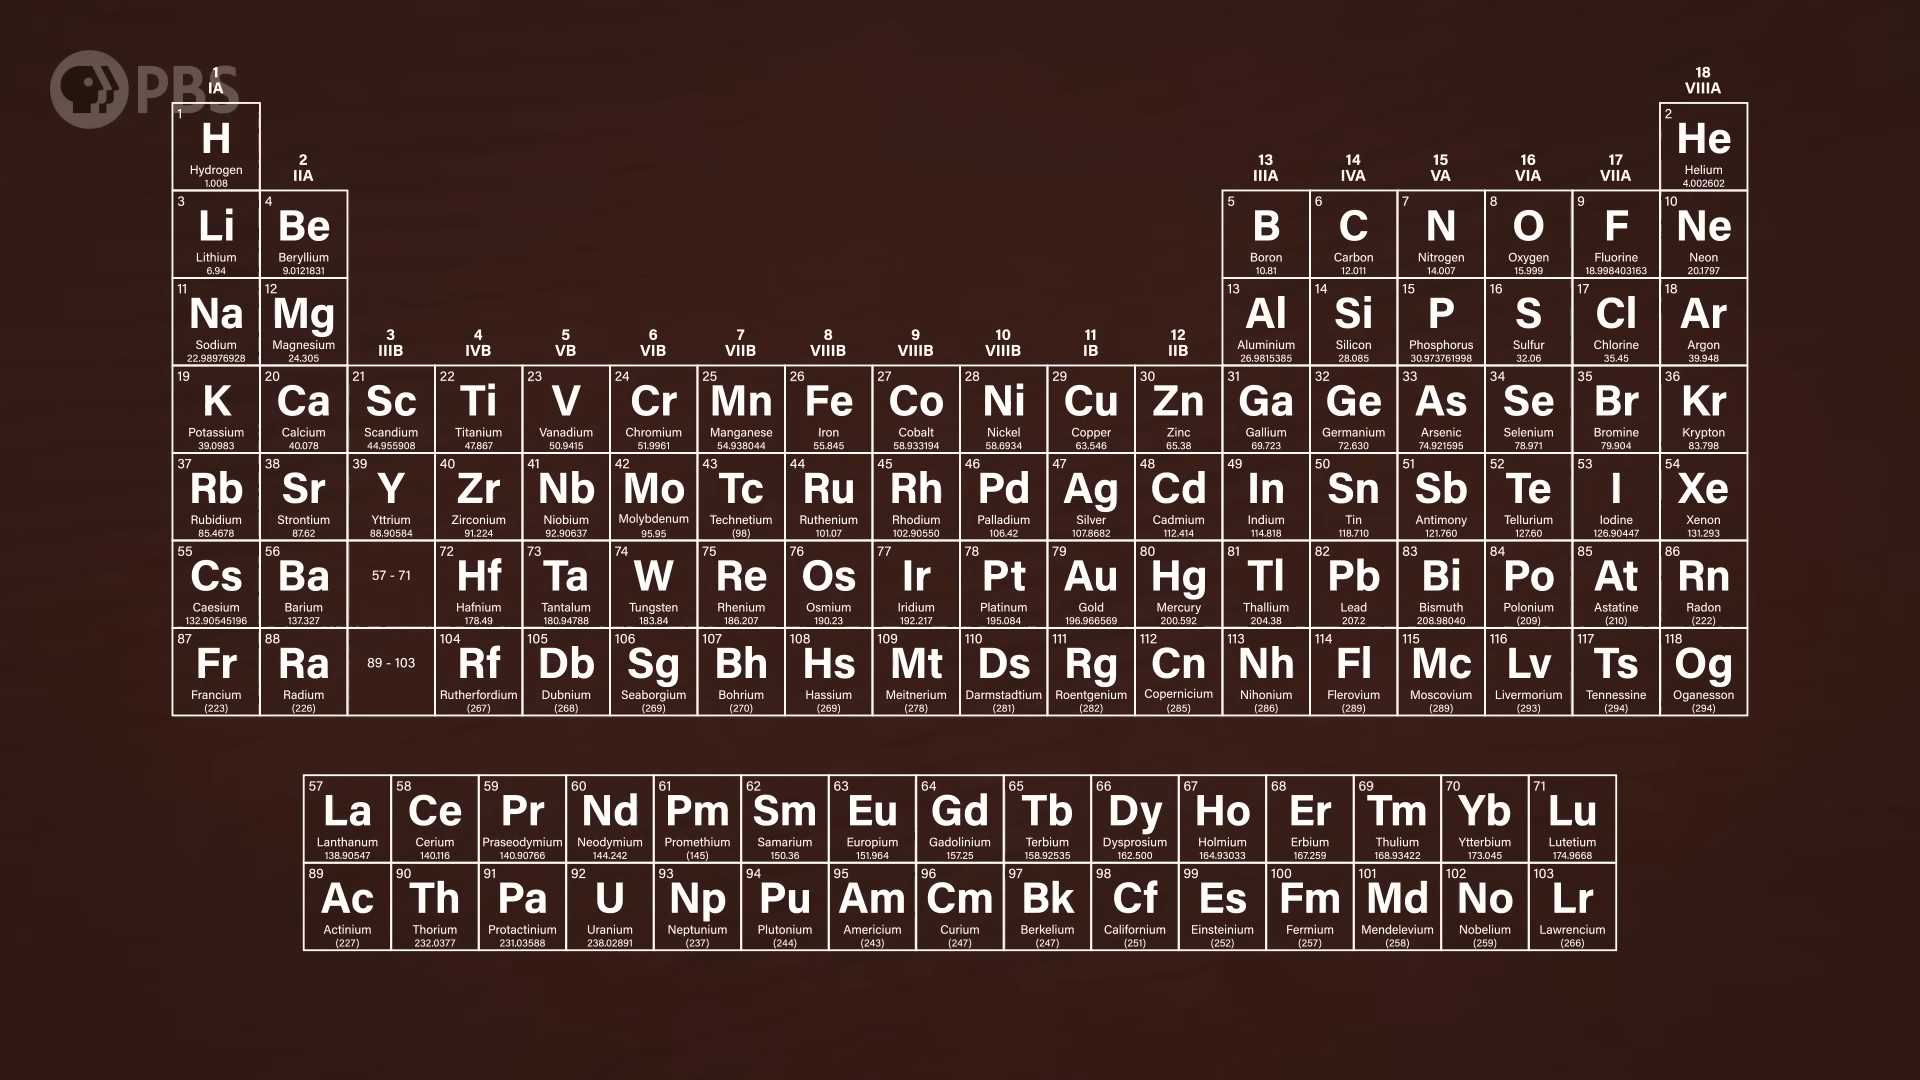 PBS
1
IA
18
VIIIA
1
H
Hydrogen
1.008
2
IIA
13
IIIA
14
IVA
15
VA
16
VIA
17
VIIA
2
He
Helium
4.002602
3
Li
Lithium
6.94
4
Be
Beryllium
9.0121831
5
B
Boron
10.81
6
C
Carbon
12.011
7
N
Nitrogen
14.007
8
O
Oxygen
15.999
9
F
Fluorine
18.998403163
10
Ne
Neon
20.1797
11
Na
Sodium
22.98976928
12
Mg
Magnesium
24.305
3
IIIB
4
IVB
5
VB
6
VIB
7
VIIB
8
VIIIB
9
VIIIB
10
VIIIB
11
IB
12
IIB
13
Al
Aluminium
26.9815385
14
Si
Silicon
28.085
15
P
Phosphorus
30.973761998
16
S
Sulfur
32.06
17
Cl
Chlorine
35.45
18
Ar
Argon
39.948
19
K
Potassium
39.0983
20
Ca
Calcium
40.078
21
Sc
Scandium
44.955908
22
Ti
Titanium
47.867
23
V
Vanadium
50.9415
24
Cr
Chromium
51.9961
25
Mn
Manganese
54.938044
26
Fe
Iron
55.845
27
Co
Cobalt
58.933194
28
Ni
Nickel
58.6934
29
Cu
Copper
63.546
30
Zn
Zinc
65.38
31
Ga
Gallium
69.723
32
Ge
Germanium
72.630
33
As
Arsenic
74.921595
34
Se
Selenium
78.971
35
Br
Bromine
79.904
36
Kr
Krypton
83.798
37
Rb
Rubidium
85.4678
38
Sr
Strontium
87.62
39
Y
Yttrium
88.90584
40
Zr
Zirconium
91.224
41
Nb
Niobium
92.90637
42
Mo
Molybdenum
95.95
43
Tc
Technetium
(98)
44
Ru
Ruthenium
101.07
45
Rh
Rhodium
102.90550
46
Pd
Palladium
106.42
47
Ag
Silver
107.8682
48
Cd
Cadmium
112.414
49
In
Indium
114.818
50
Sn
Tin
118.710
51
Sb
Antimony
121.760
52
Te
Tellurium
127.60
53
I
Iodine
126.90447
54
Xe
Xenon
131.293
55
Cs
Caesium
132.90545196
56
Ba
Barium
137.327
57 - 71
72
Hf
Hafnium
178.49
73
Ta
Tantalum
180.94788
74
W
Tungsten
183.84
75
Re
Rhenium
186.207
76
Os
Osmium
190.23
77
Ir
Iridium
192.217
78
Pt
Platinum
195.084
79
Au
Gold
196.966569
80
Hg
Mercury
200.592
81
Tl
Thallium
204.38
82
Pb
Lead
207.2
83
Bi
Bismuth
208.98040
84
Po
Polonium
(209)
85
At
Astatine
(210)
86
Rn
Radon
(222)
87
Fr
Francium
(223)
88
Ra
Radium
(226)
89 - 103
104
Rf
Rutherfordium
(267)
105
Db
Dubnium
(268)
106
Sg
Seaborgium
(269)
107
Bh
Bohrium
(270)
108
Hs
Hassium
(269)
109
Mt
Meitnerium
(278)
110
Ds
Darmstadtium
(281)
111
Rg
Roentgenium
(282)
112
Cn
Copernicium
(285)
113
Nh
Nihonium
(286)
114
Fl
Flerovium
(289)
115
Mc
Moscovium
(289)
116
Lv
Livermorium
(293)
117
Ts
Tennessine
(294)
118
Og
Oganesson
(294)
57
La
Lanthanum
138.90547
58
Ce
Cerium
140.116
59
Pr
Praseodymium
140.90766
60
Nd
Neodymium
144.242
61
Pm
Promethium
(145)
62
Sm
Samarium
150.36
63
Eu
Europium
151.964
64
Gd
Gadolinium
157.25
65
Tb
Terbium
158.92535
66
Dy
Dysprosium
162.500
67
Ho
Holmium
164.93033
68
Er
Erbium
167.259
69
Tm
Thulium
168.93422
70
Yb
Ytterbium
173.045
71
Lu
Lutetium
174.9668
89
Ac
Actinium
(227)
90
Th
Thorium
232.0377
91
Pa
Protactinium
231.03588
92
U
Uranium
238.02891
93
Np
Neptunium
(237)
94
Pu
Plutonium
(244)
95
Am
Americium
(243)
96
Cm
Curium
(247)
97
Bk
Berkelium
(247)
98
Cf
Californium
(251)
99
Es
Einsteinium
(252)
100
Fm
Fermium
(257)
101
Md
Mendelevium
(258)
102
No
Nobelium
(259)
103
Lr
Lawrencium
(266)